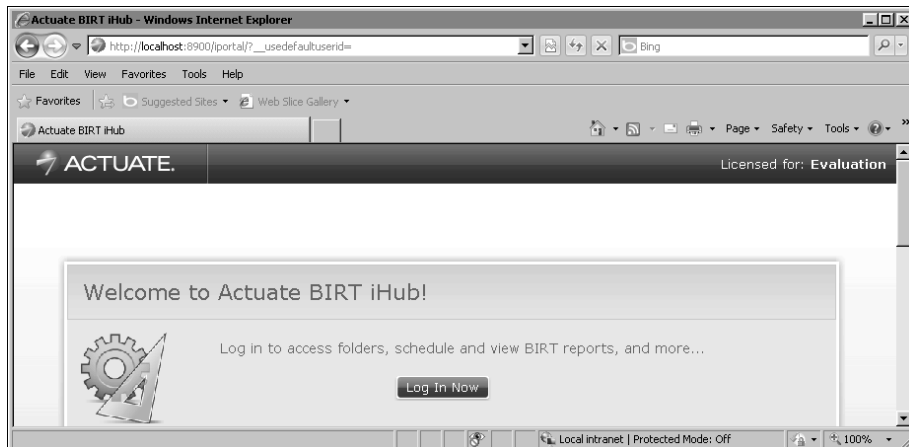 Actuate BIRT iHub - Windows Internet Explorer
http://localhost:8900/iportal/?__usedefaultuserid=
Bing
File Edit View Favorites Tools Help
Favorites Suggested Sites Web Slice Gallery
Actuate BIRT iHub
Page Safety Tools »
ACTUATE.
Licensed for: Evaluation
Welcome to Actuate BIRT iHub!
Log in to access folders, schedule and view BIRT reports, and more...
Log In Now
Local intranet | Protected Mode: Off
100%